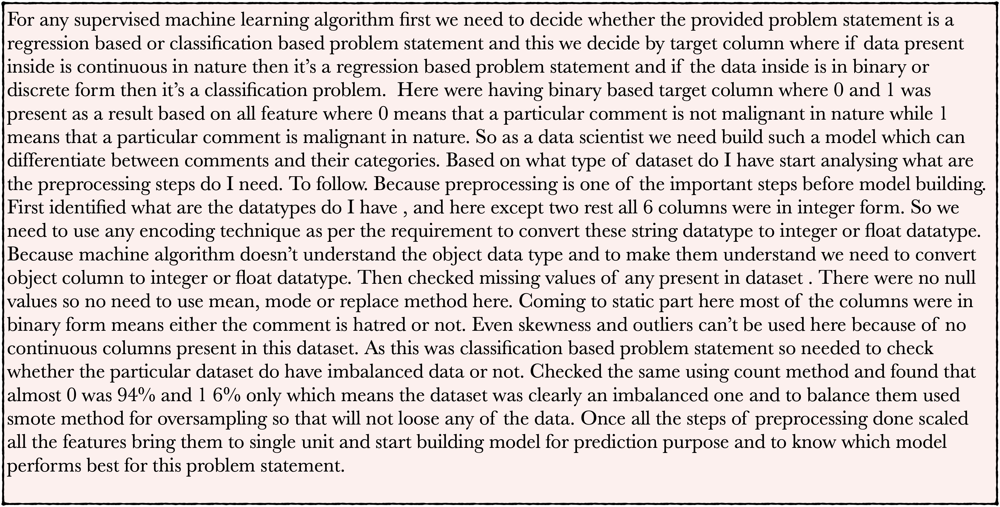 For any supervised machine learning algorithm first we need to decide whether the provided problem statement is a
regression based or classification based problem statement and this we decide by target column where if data present
inside is continuous in nature then it’s a regression based problem statement and if the data inside is in binary or
discrete form then it’s a classification problem.  Here were having binary based target column where 0 and 1 was
present as a result based on all feature where 0 means that a particular comment is not malignant in nature while 1
means that a particular comment is malignant in nature. So as a data scientist we need build such a model which can
differentiate between comments and their categories. Based on what type of dataset do I have start analysing what are
the preprocessing steps do I need. To follow. Because preprocessing is one of the important steps before model building.
First identified what are the datatypes do I have , and here except two rest all 6 columns were in integer form. So we
need to use any encoding technique as per the requirement to convert these string datatype to integer or float datatype.
Because machine algorithm doesn’t understand the object data type and to make them understand we need to convert
object column to integer or float datatype. Then checked missing values of any present in dataset . There were no null
values so no need to use mean, mode or replace method here. Coming to static part here most of the columns were in
binary form means either the comment is hatred or not. Even skewness and outliers can’t be used here because of no
continuous columns present in this dataset. As this was classification based problem statement so needed to check
whether the particular dataset do have imbalanced data or not. Checked the same using count method and found that
almost 0 was 94% and 1 6% only which means the dataset was clearly an imbalanced one and to balance them used
smote method for oversampling so that will not loose any of the data. Once all the steps of preprocessing done scaled
all the features bring them to single unit and start building model for prediction purpose and to know which model
performs best for this problem statement.